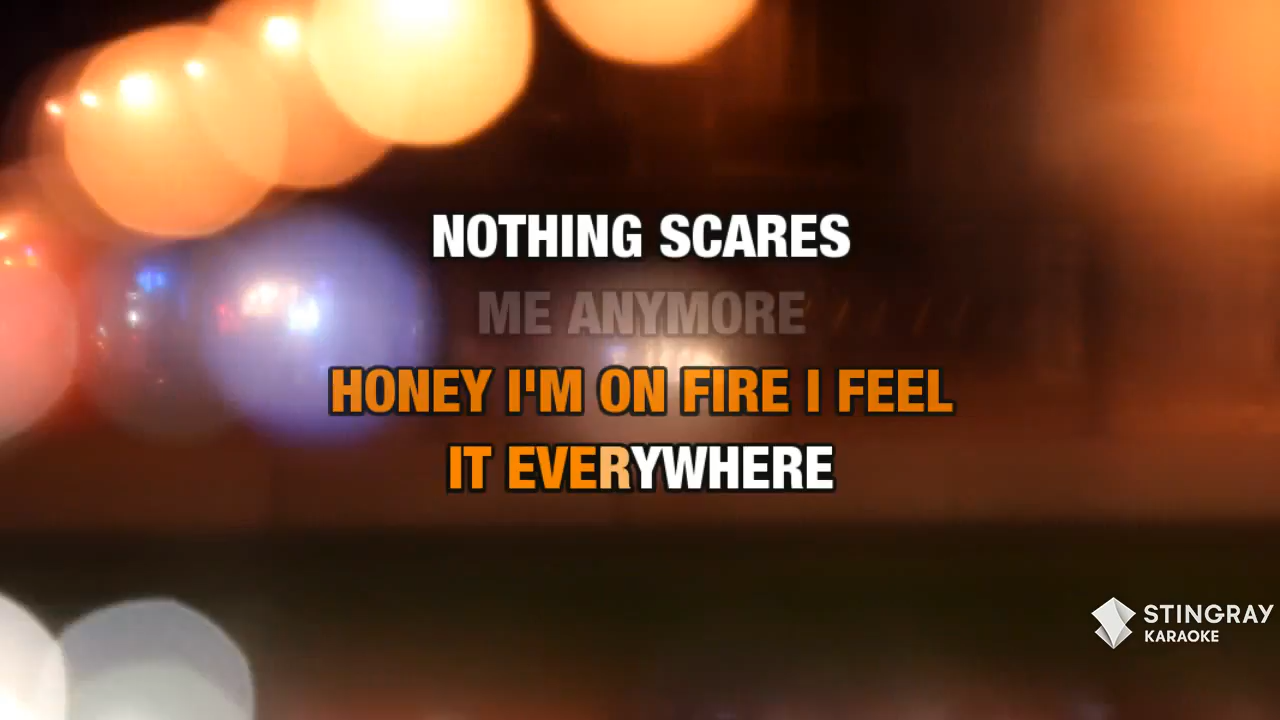 NOTHING SCARES
ME ANYMORE
HONEY I'M ON FIRE I FEEL
IT EVERYWHERE
STINGRAY
KARAOKE